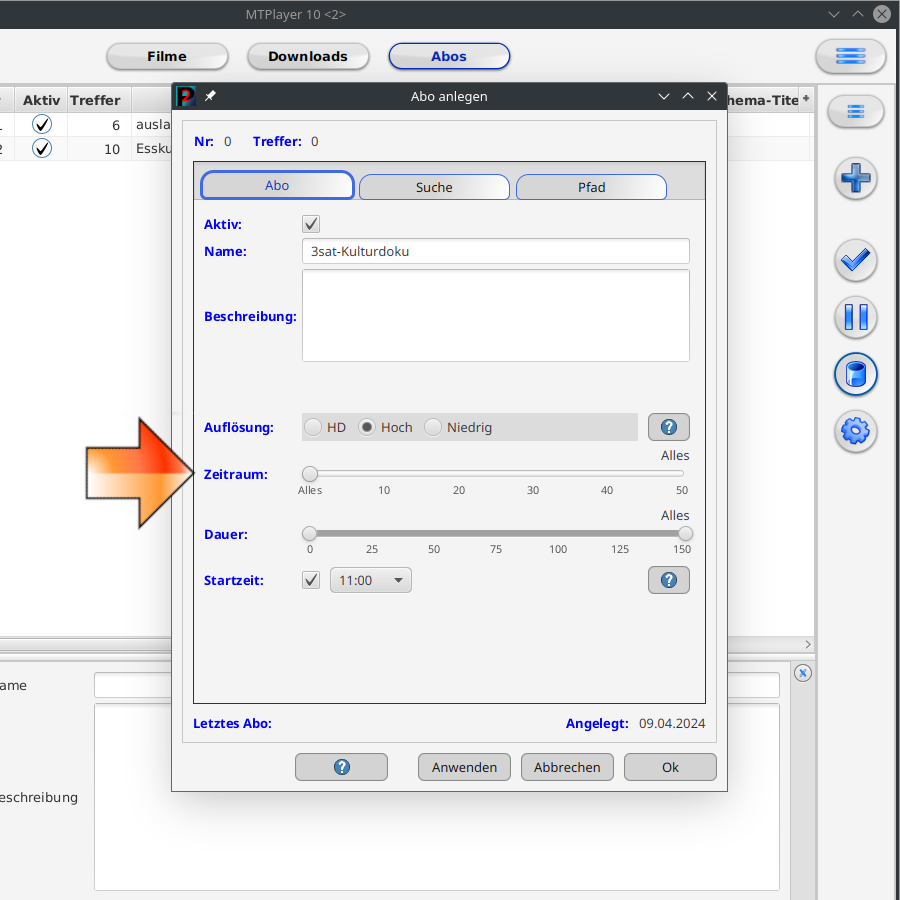 MTPlayer 10 <2>
Filme Downloads Abos
Aktiv Treffer hema-Tite +
6 ausla
2 10 Essku
Abo anlegen
Nr: 0 Treffer: 0
Abo Suche Pfad
Aktiv:
Name: 3sat-Kulturdoku
Beschreibung:
Auflösung: HD Hoch Niedrig ?
Alles
Zeitraum:
Alles 10 20 30 40 50
Alles
Dauer:
0 25 50 75 100 125 150
Startzeit: 11:00 ?
Letztes Abo: Angelegt: 09.04.2024
? Anwenden Abbrechen Ok
ame
eschreibung